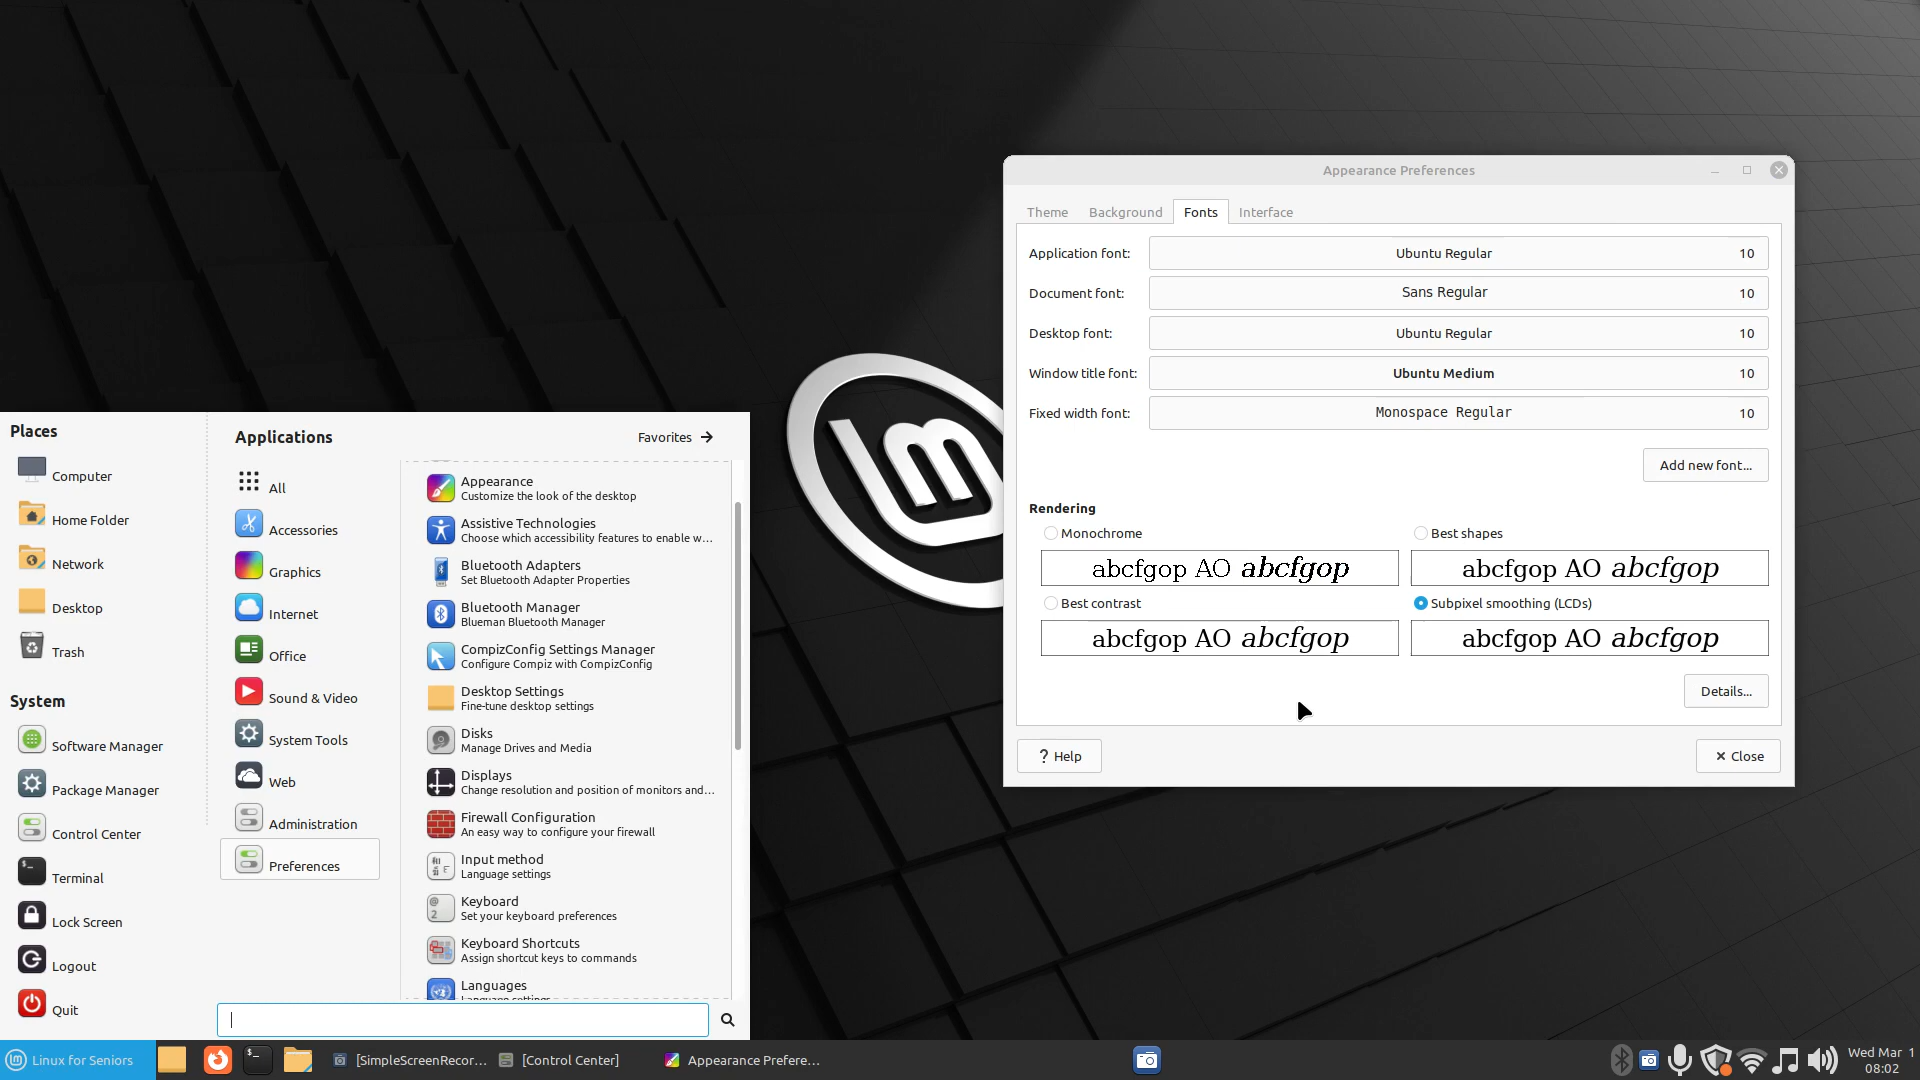 Appearance Preferences
Theme
Background
Fonts
Interface
Application font:
Ubuntu Regular
10
Document font:
Sans Regular
10
Desktop font:
Ubuntu Regular
10
Window title font:
Ubuntu Medium
10
Fixed width font:
Monospace Regular
10
Add new font...
Rendering
Monochrome
Best shapes
abcfgop AO abcfgop
abcfgop AO abcfgop
Best contrast
Subpixel smoothing (LCDs)
abcfgop AO abcfgop
abcfgop AO abcfgop
Details...
? Help
Close
Places
Computer
Home Folder
Network
Desktop
Trash
System
Software Manager
Package Manager
Control Center
Terminal
Lock Screen
Logout
Quit
Applications
Favorites
All
Accessories
Graphics
Internet
Office
Sound & Video
System Tools
Web
Administration
Preferences
Appearance
Customize the look of the desktop
Assistive Technologies
Choose which accessibility features to enable w...
Bluetooth Adapters
Set Bluetooth Adapter Properties
Bluetooth Manager
Blueman Bluetooth Manager
CompizConfig Settings Manager
Configure Compiz with CompizConfig
Desktop Settings
Fine-tune desktop settings
Disks
Manage Drives and Media
Displays
Change resolution and position of monitors and...
Firewall Configuration
An easy way to configure your firewall
Input method
Language settings
Keyboard
Set your keyboard preferences
Keyboard Shortcuts
Assign shortcut keys to commands
Languages
Language settings
Linux for Seniors
[SimpleScreenRecor...
[Control Center]
Appearance Prefere...
Wed Mar 1
08:02